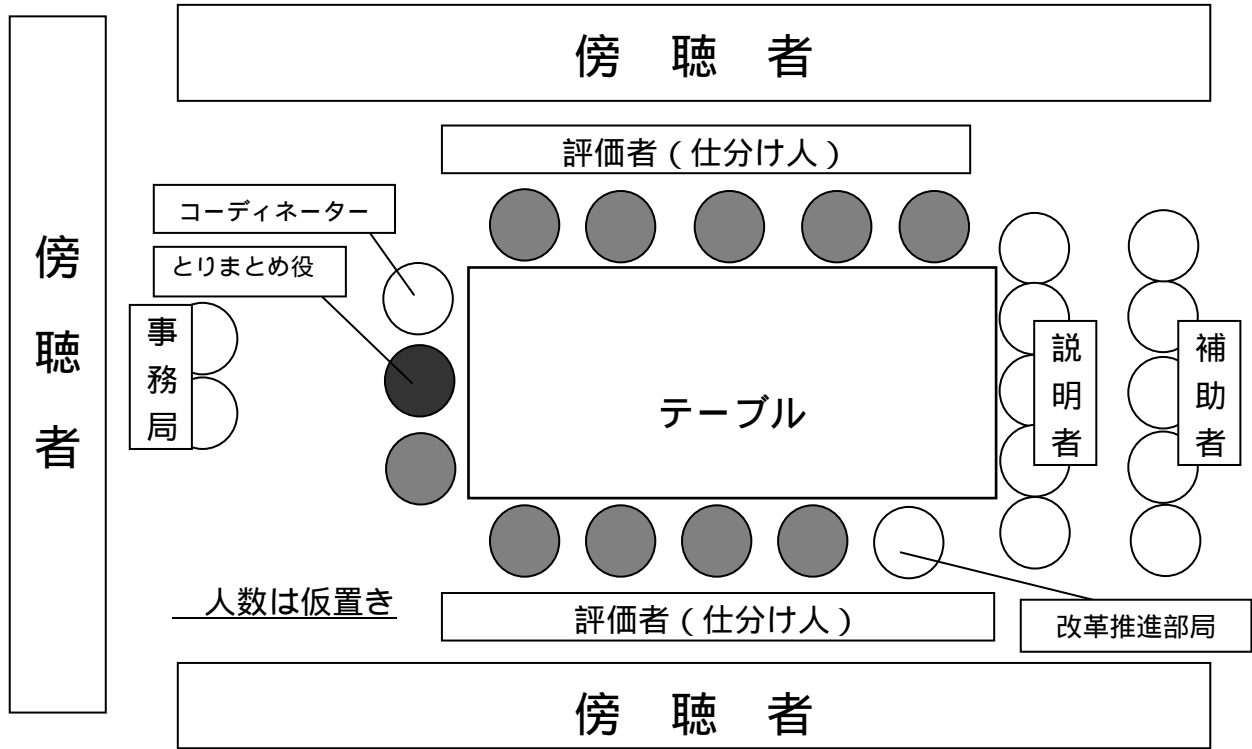 傍　聴　者
評価者（仕分け人）
コーディネーター
とりまとめ役
傍聴者
事務局
テーブル
説明者
補助者
人数は仮置き
評価者（仕分け人）
改革推進部局
傍　聴　者